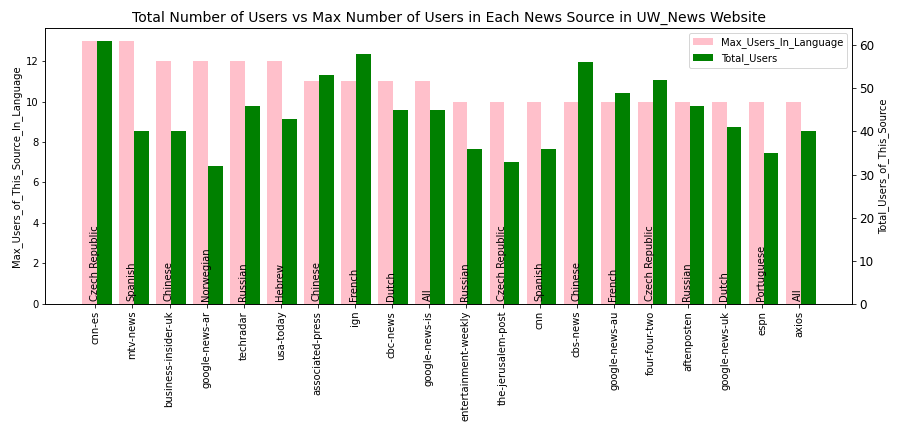 Total Number of Users vs Max Number of Users in Each News Source in UW_News Website
Max_Users_In_Language
Total_Users
Max_Users_of_This_Source_In_Language
12
10
8
6
4
2
0
Total_Users_of_This_Source
60
50
40
30
20
10
0
Czech Republic
Spanish
Chinese
Norwegian
Russian
Hebrew
Chinese
French
Dutch
All
Russian
Czech Republic
Spanish
Chinese
French
Czech Republic
Russian
Dutch
Portuguese
All
cnn-es
mtv-news
business-insider-uk
google-news-ar
techradar
usa-today
associated-press
ign
cbc-news
google-news-is
entertainment-weekly
the-jerusalem-post
cnn
cbs-news
google-news-au
four-four-two
aftenposten
google-news-uk
espn
axios